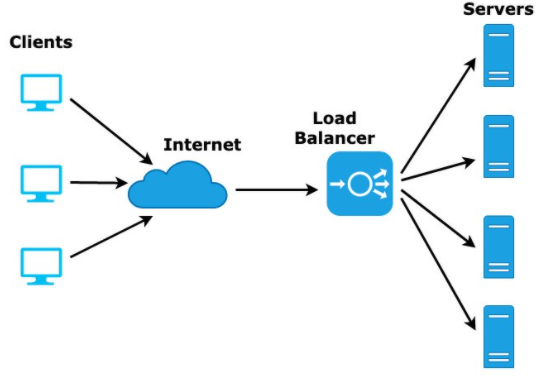 Clients
Internet
Load
Balancer
Servers